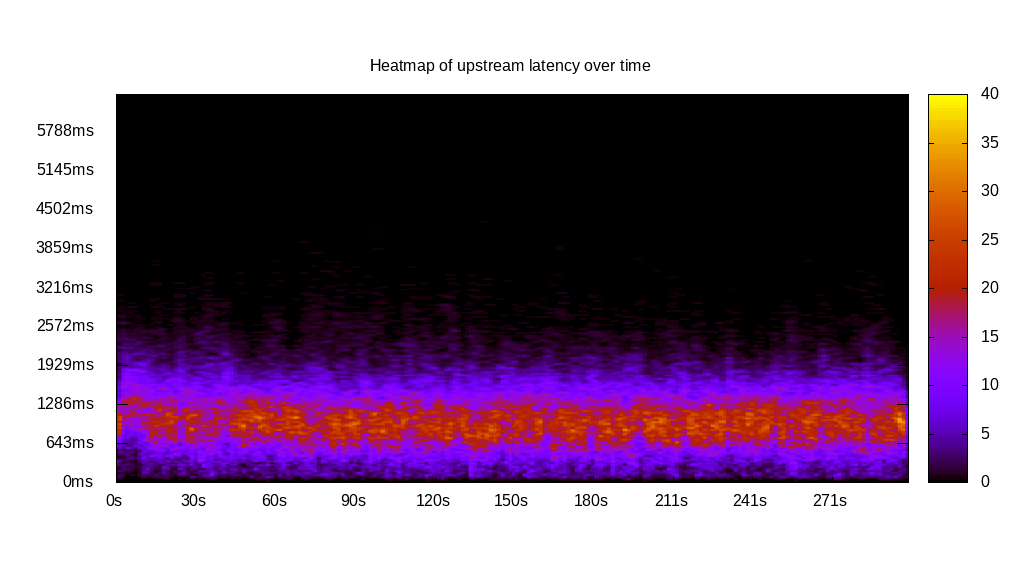 Heatmap of upstream latency over time
5788ms
5145ms
4502ms
3859ms
3216ms
2572ms
1929ms
1286ms
643ms
0ms
0s 30s 60s 90s 120s 150s 180s 211s 241s 271s
40
35
30
25
20
15
10
5
0